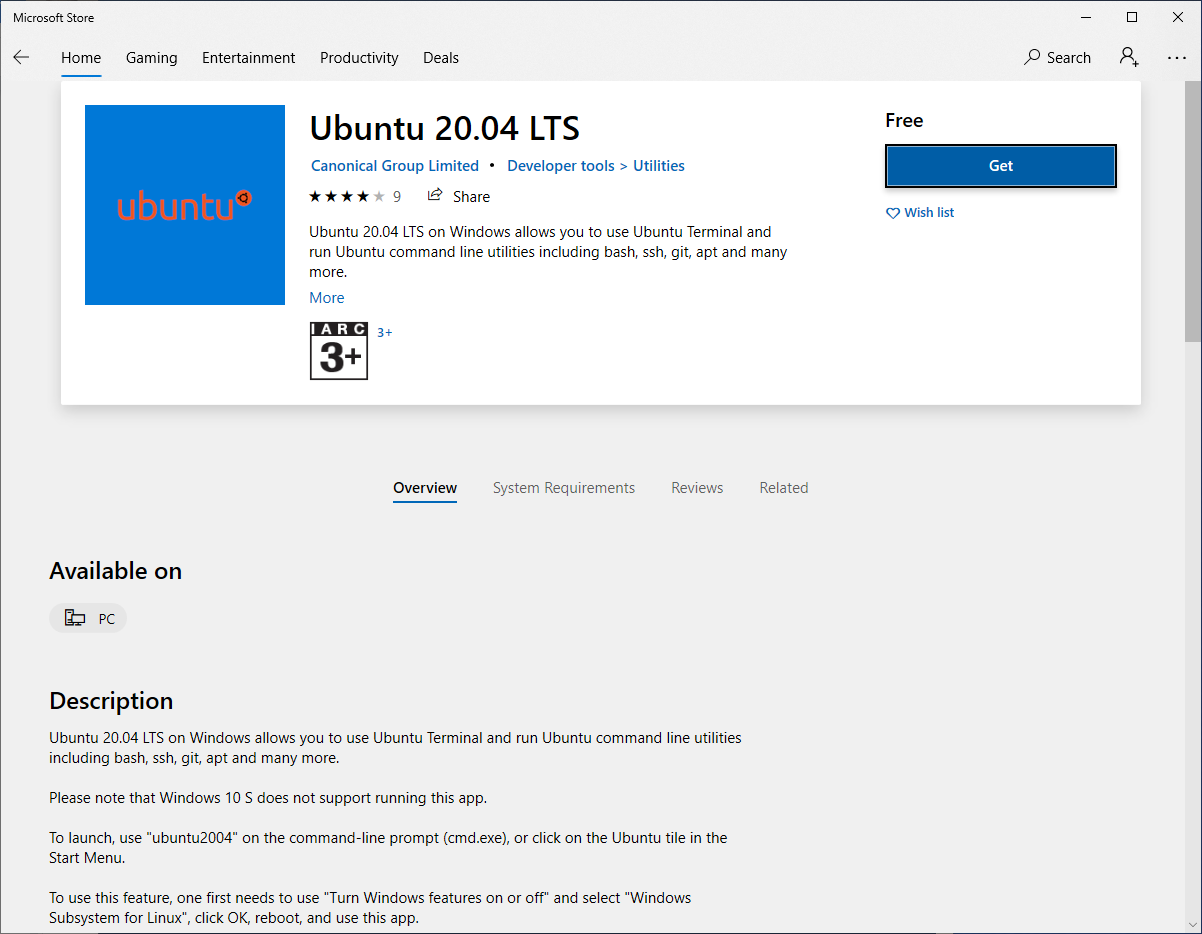 Microsoft Store
Home Gaming Entertainment Productivity Deals Search
ubuntu
Ubuntu 20.04 LTS
Canonical Group Limited • Developer tools > Utilities
★★★★★ 9 Share
Ubuntu 20.04 LTS on Windows allows you to use Ubuntu Terminal and
run Ubuntu command line utilities including bash, ssh, git, apt and many
more.
More
IARC
3+
3+
Free
Get
Wish list
Overview System Requirements Reviews Related
Available on
PC
Description
Ubuntu 20.04 LTS on Windows allows you to use Ubuntu Terminal and run Ubuntu command line utilities
including bash, ssh, git, apt and many more.
Please note that Windows 10 S does not support running this app.
To launch, use "ubuntu2004" on the command-line prompt (cmd.exe), or click on the Ubuntu tile in the
Start Menu.
To use this feature, one first needs to use "Turn Windows features on or off" and select "Windows
Subsystem for Linux", click OK, reboot, and use this app.